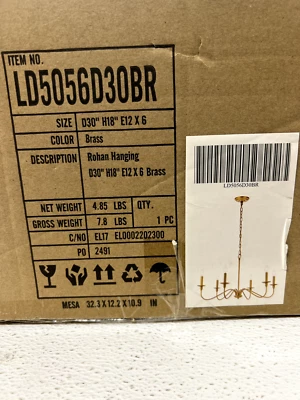 ITEM NO.
LD5056D30BR
SIZE D30" H18" E12 X 6
COLOR Brass
DESCRIPTION Rohan Hanging
D30" H18" E12 X 6 Brass
NET WEIGHT 4.85 LBS QTY.
GROSS WEIGHT 7.8 LBS 1 PC
C/NO EL17 EL0002202300
PO 2491
MESA 32.3 X 12.2 X 10.9 IN
LD5056D30BR